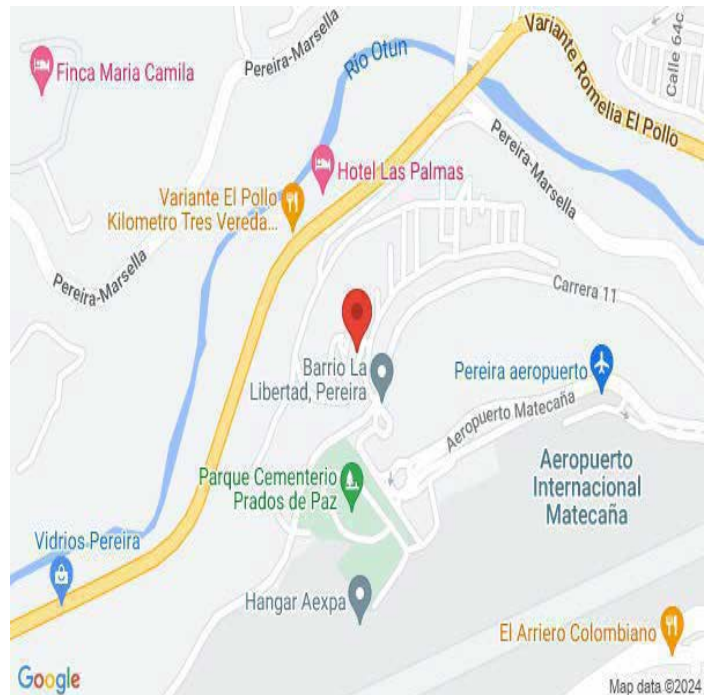 Finca Maria Camila
Pereira-Marsella
Río Otun
Variante Romelia El Pollo
Calle 64c
Hotel Las Palmas
Variante El Pollo
Kilometro Tres Vereda...
Pereira-Marsella
Pereira-Marsella
Carrera 11
Barrio La
Libertad, Pereira
Pereira aeropuerto
Aeropuerto Matecaña
Aeropuerto
Internacional
Matecaña
Parque Cementerio
Prados de Paz
Vidrios Pereira
Hangar Aexpa
El Arriero Colombiano
Google
Map data ©2024